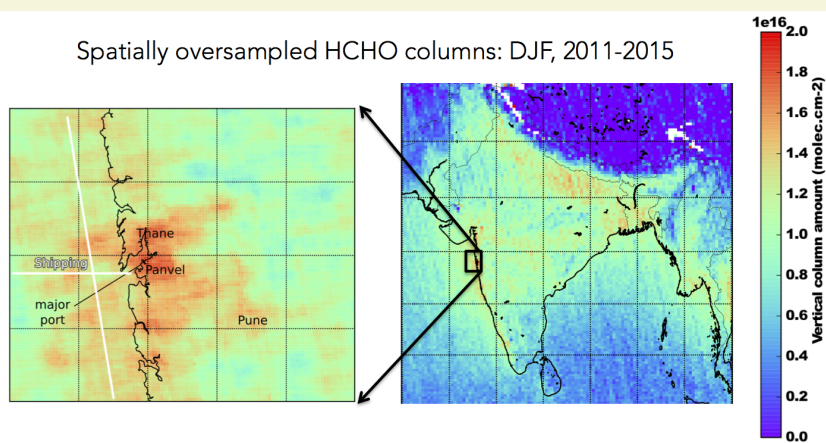 Spatially oversampled HCHO columns: DJF, 2011-2015
Thane
Shipping
Panvel
major
port
Pune
1e16
2.0
1.8
1.6
1.4
1.2
1.0
0.8
0.6
0.4
0.2
0.0
Vertical column amount (molec.cm-2)